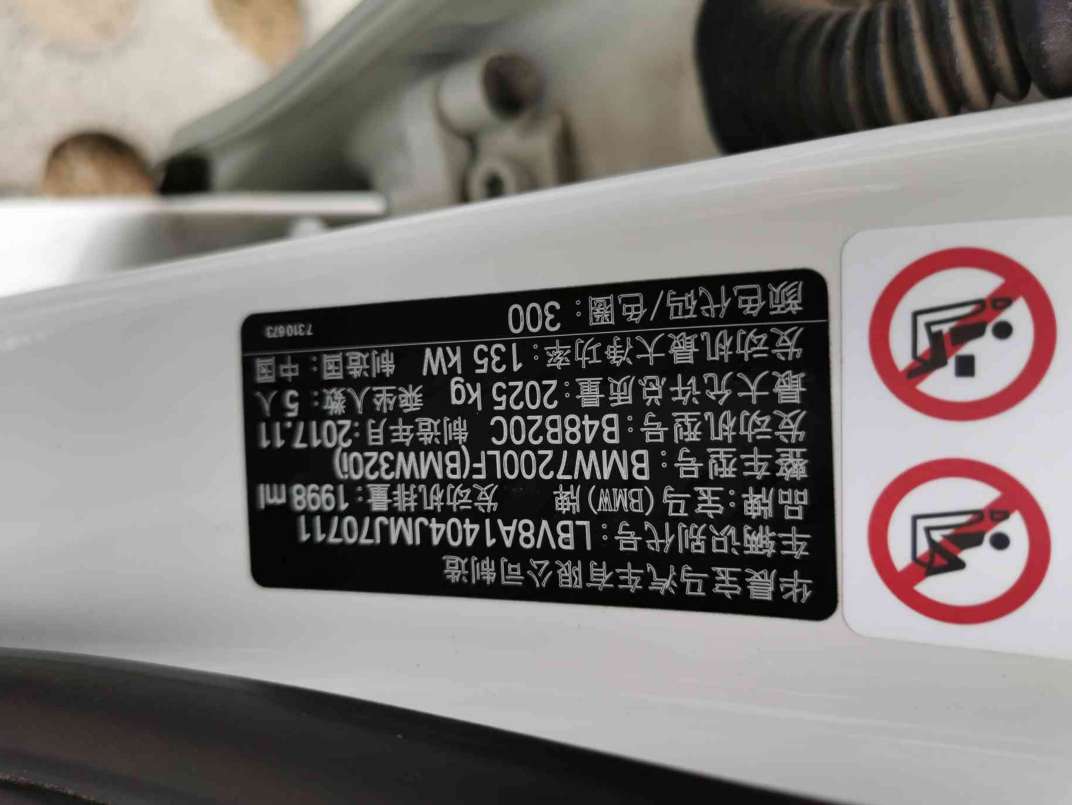 华晨宝马汽车有限公司制造
车辆识别代号：LBV8A1404JMJ70711
品牌：宝马（BMW）牌 发动机排量：1998 ml
整车型号：BMW7200LF(BMW320i)
发动机型号：B48B20C 制造年月：2017.11
最大允许总质量：2025 kg 乘坐人数：5 人
发动机最大净功率：135 kW 制造国：中国
颜色代码/色圈：300
7310673